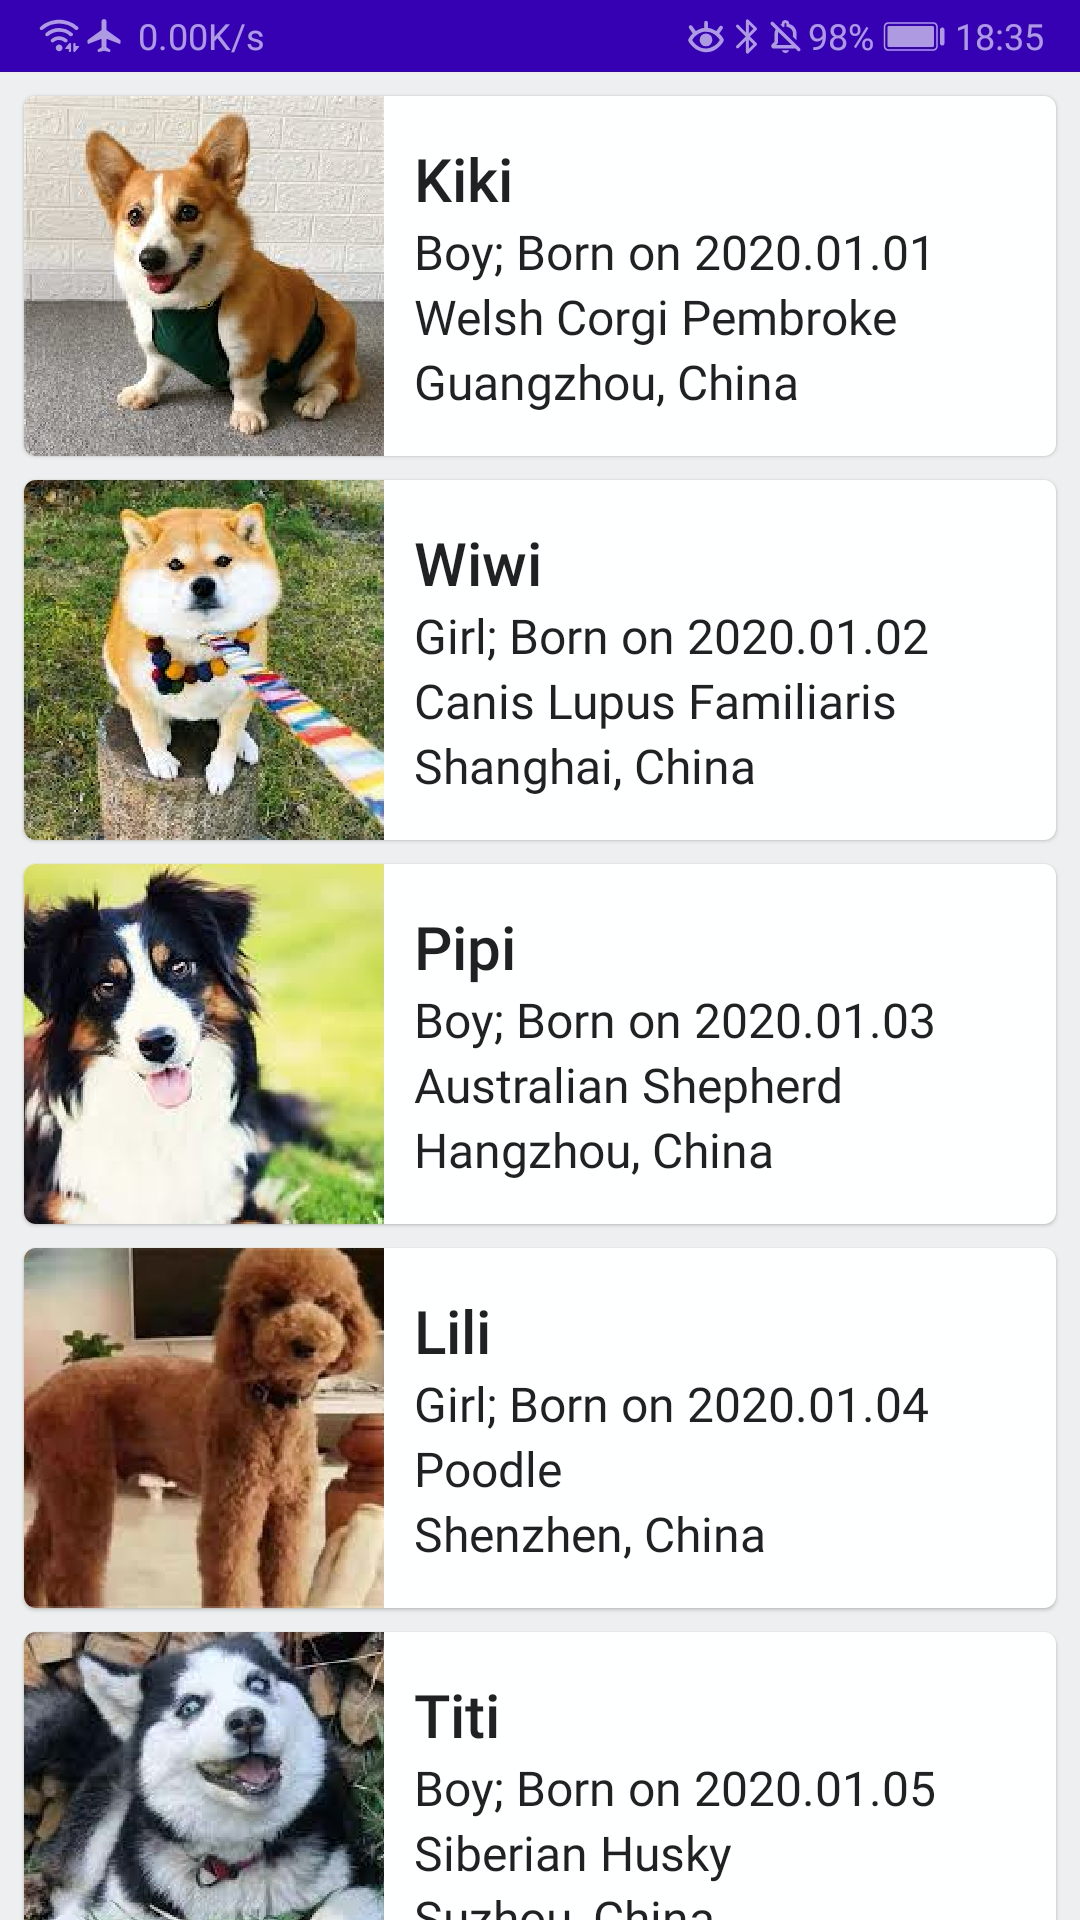 0.00K/s 98% 18:35
Kiki
Boy; Born on 2020.01.01
Welsh Corgi Pembroke
Guangzhou, China
Wiwi
Girl; Born on 2020.01.02
Canis Lupus Familiaris
Shanghai, China
Pipi
Boy; Born on 2020.01.03
Australian Shepherd
Hangzhou, China
Lili
Girl; Born on 2020.01.04
Poodle
Shenzhen, China
Titi
Boy; Born on 2020.01.05
Siberian Husky
Suzhou, China